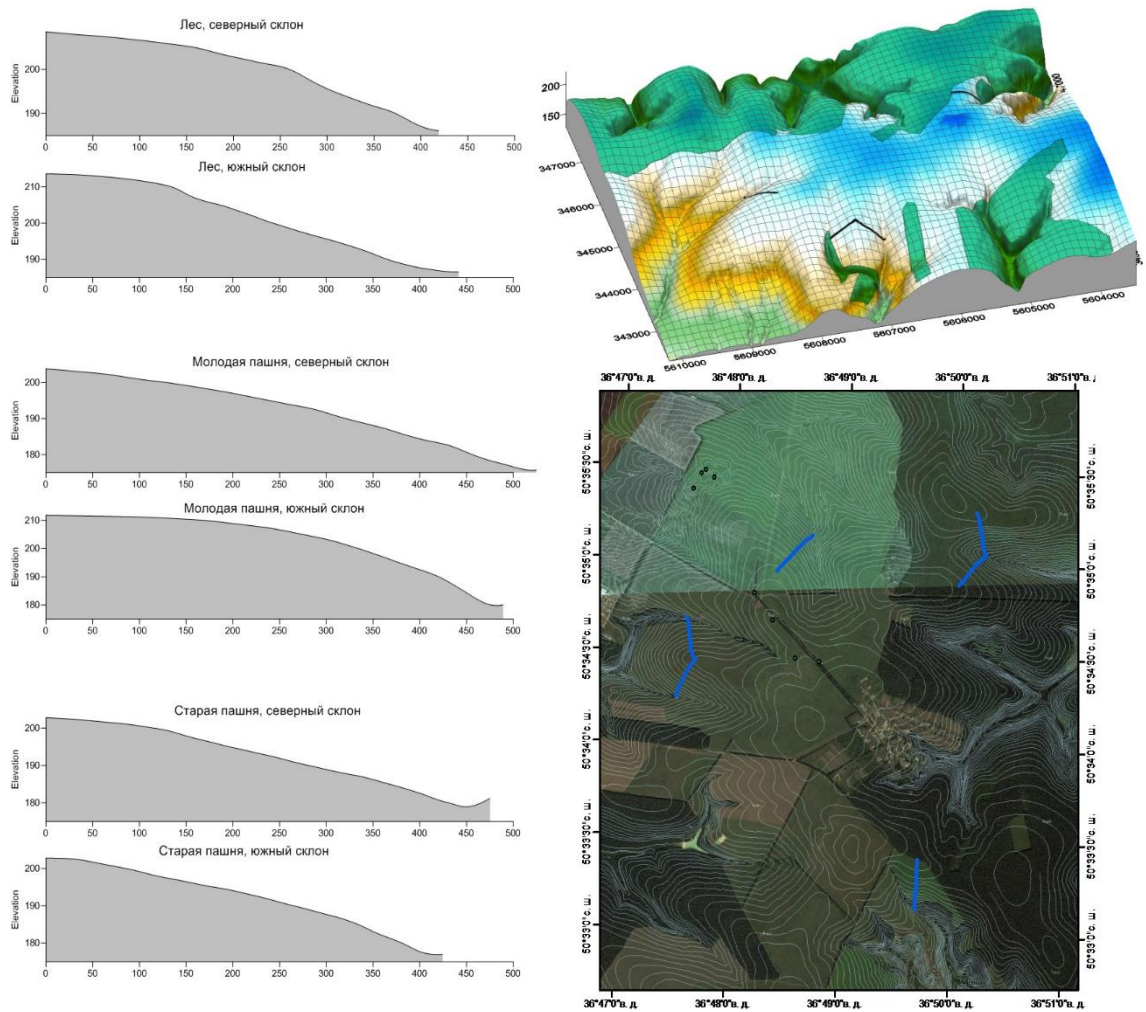 Лес, северный склон
Elevation
200
190
0 50 100 150 200 250 300 350 400 450 500
Лес, южный склон
Elevation
210
200
190
0 50 100 150 200 250 300 350 400 450 500
Молодая пашня, северный склон
Elevation
200
190
180
0 50 100 150 200 250 300 350 400 450 500
Молодая пашня, южный склон
Elevation
210
200
190
180
0 50 100 150 200 250 300 350 400 450 500
Старая пашня, северный склон
Elevation
200
190
180
0 50 100 150 200 250 300 350 400 450 500
Старая пашня, южный склон
Elevation
200
190
180
0 50 100 150 200 250 300 350 400 450 500
200
150
347000
346000
345000
344000
343000
5610000
5609000
5608000
5607000
5606000
5605000
5604000
36°47'0"в. д. 36°48'0"в. д. 36°49'0"в. д. 36°50'0"в. д. 36°51'0"в. д.
50°35'30"с. ш.
50°35'0"с. ш.
50°34'30"с. ш.
50°34'0"с. ш.
50°33'30"с. ш.
50°33'0"с. ш.
50°35'30"с. ш.
50°35'0"с. ш.
50°34'30"с. ш.
50°34'0"с. ш.
50°33'30"с. ш.
50°33'0"с. ш.
36°47'0"в. д. 36°48'0"в. д. 36°49'0"в. д. 36°50'0"в. д. 36°51'0"в. д.